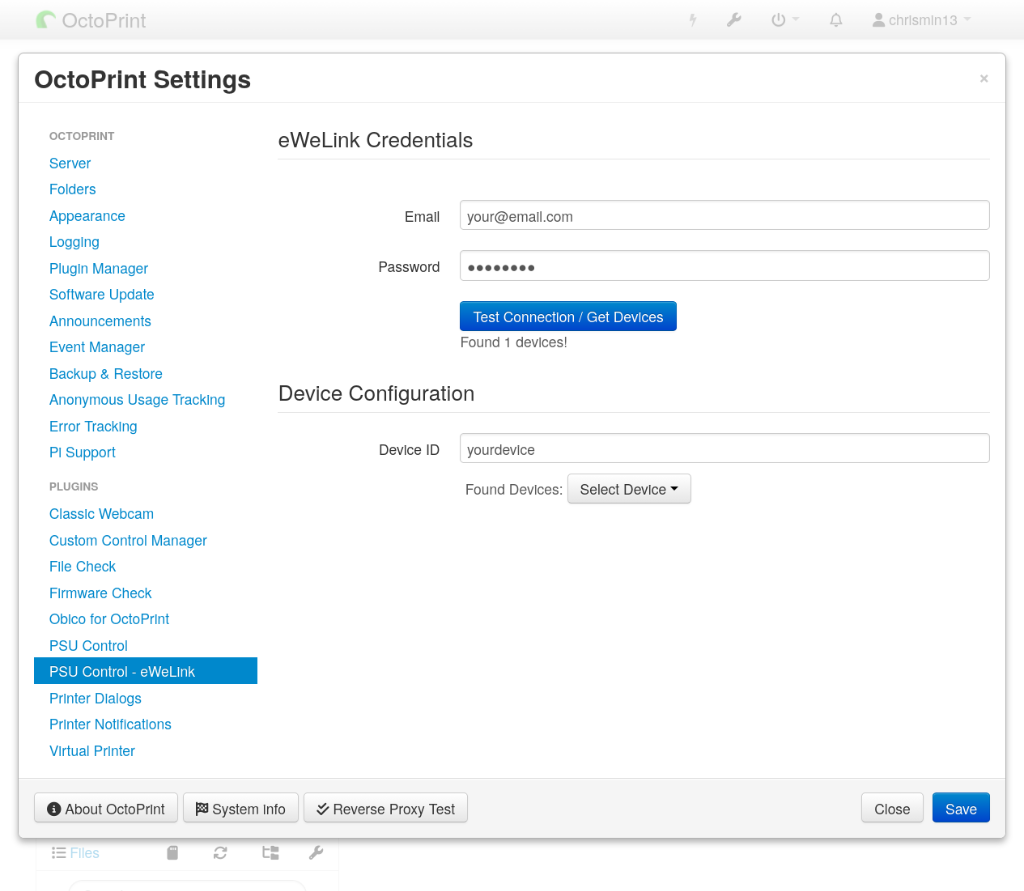 OctoPrint
chrismin13
OctoPrint Settings
×
OCTOPRINT
Server
Folders
Appearance
Logging
Plugin Manager
Software Update
Announcements
Event Manager
Backup & Restore
Anonymous Usage Tracking
Error Tracking
Pi Support
PLUGINS
Classic Webcam
Custom Control Manager
File Check
Firmware Check
Obico for OctoPrint
PSU Control
PSU Control - eWeLink
Printer Dialogs
Printer Notifications
Virtual Printer
eWeLink Credentials
Email your@email.com
Password ●●●●●●●●
Test Connection / Get Devices
Found 1 devices!
Device Configuration
Device ID yourdevice
Found Devices: Select Device
About OctoPrint System info Reverse Proxy Test Close Save
Files